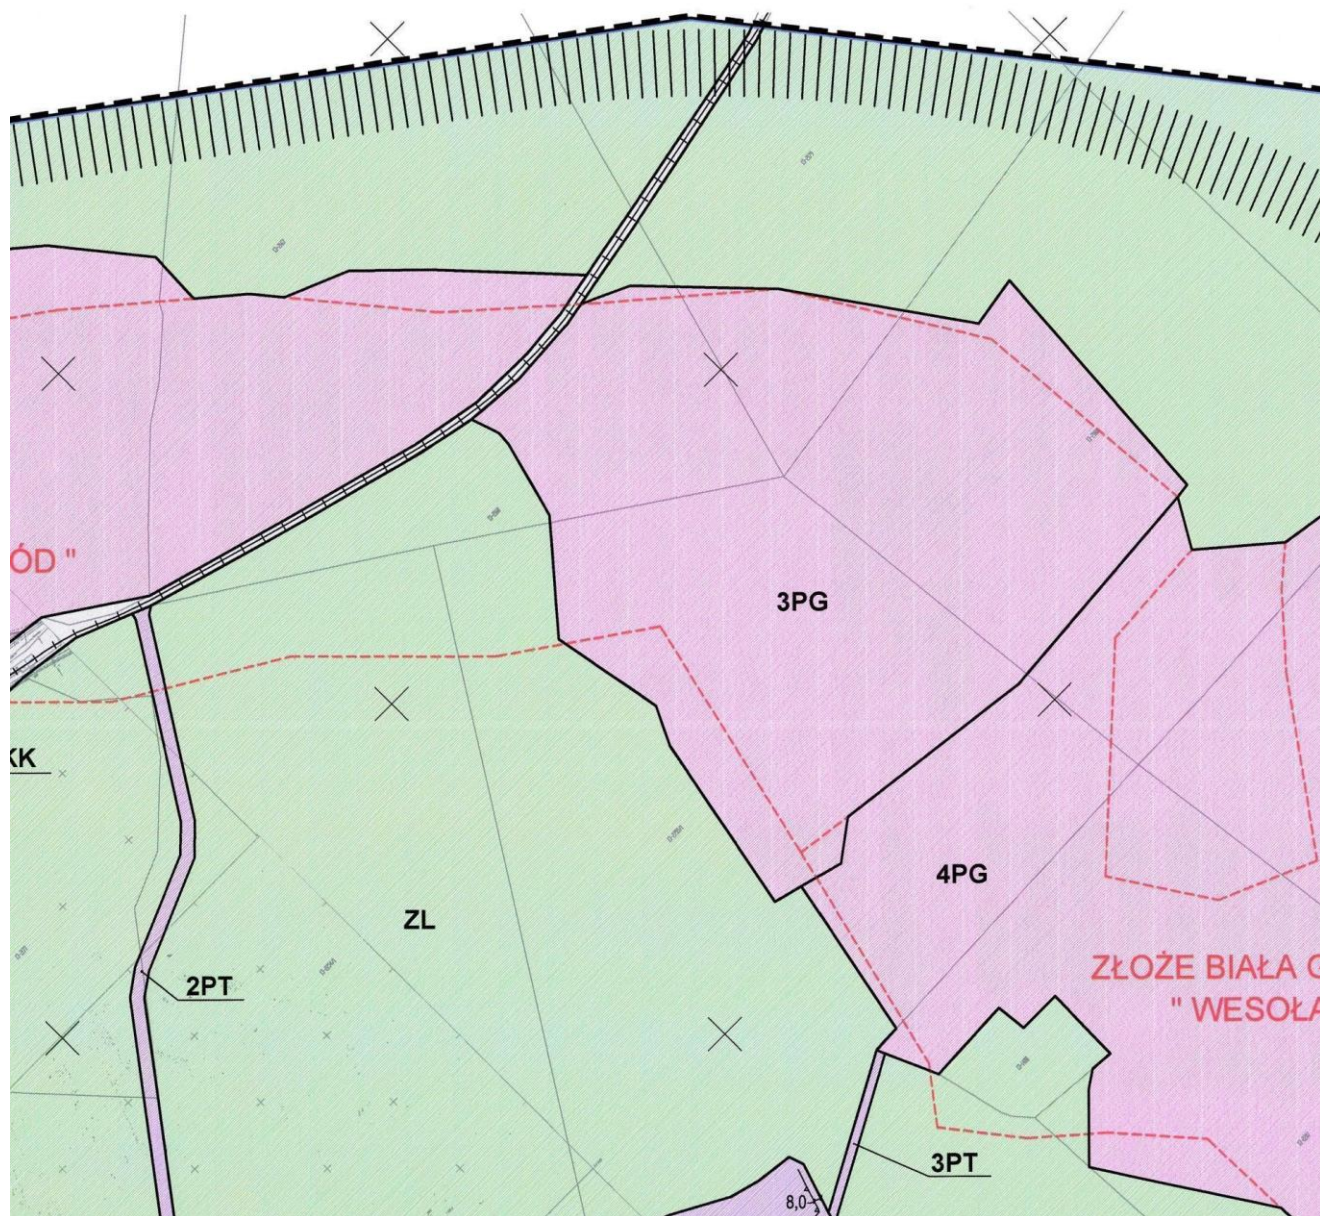 ÓD "
3PG
KK
4PG
ZL
ZŁOŻE BIAŁA G
" WESOŁA
2PT
3PT
8,0